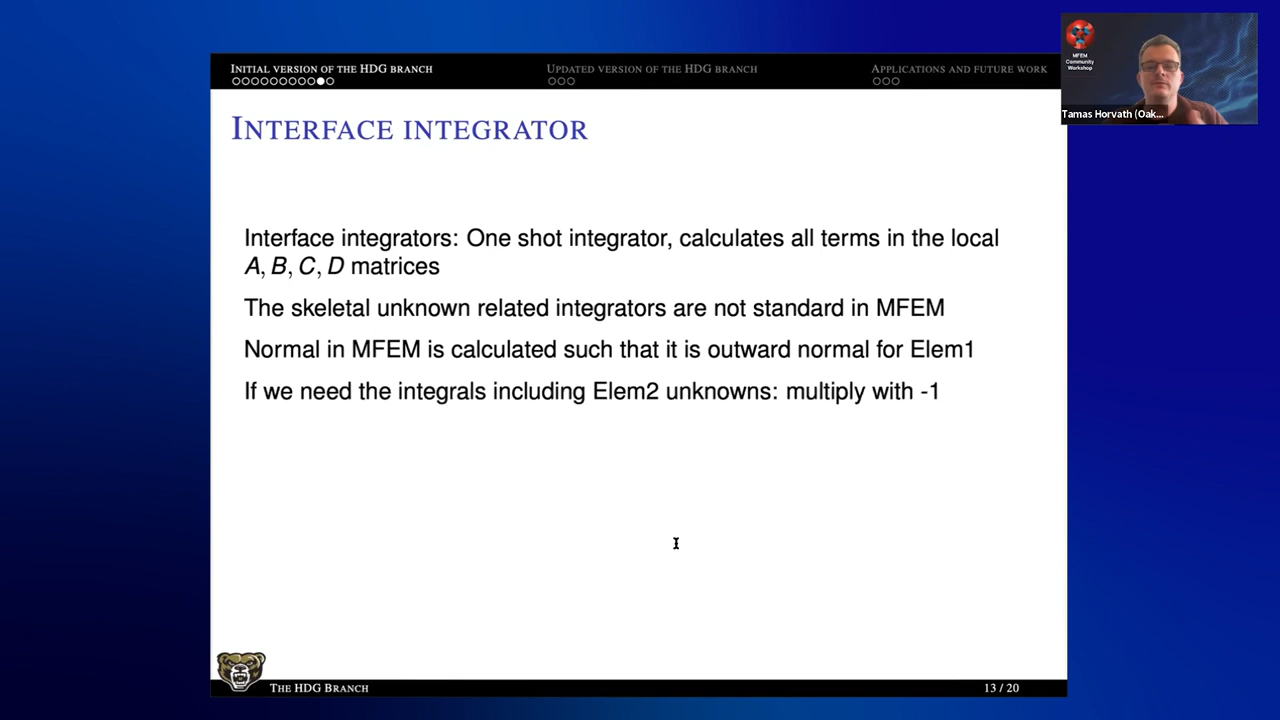 INITIAL VERSION OF THE HDG BRANCH
UPDATED VERSION OF THE HDG BRANCH
APPLICATIONS AND FUTURE WORK
INTERFACE INTEGRATOR
Interface integrators: One shot integrator, calculates all terms in the local
A, B, C, D matrices
The skeletal unknown related integrators are not standard in MFEM
Normal in MFEM is calculated such that it is outward normal for Elem1
If we need the integrals including Elem2 unknowns: multiply with -1
THE HDG BRANCH
13 / 20
MFEM
Community
Workshop
Tamas Horvath (Oak...